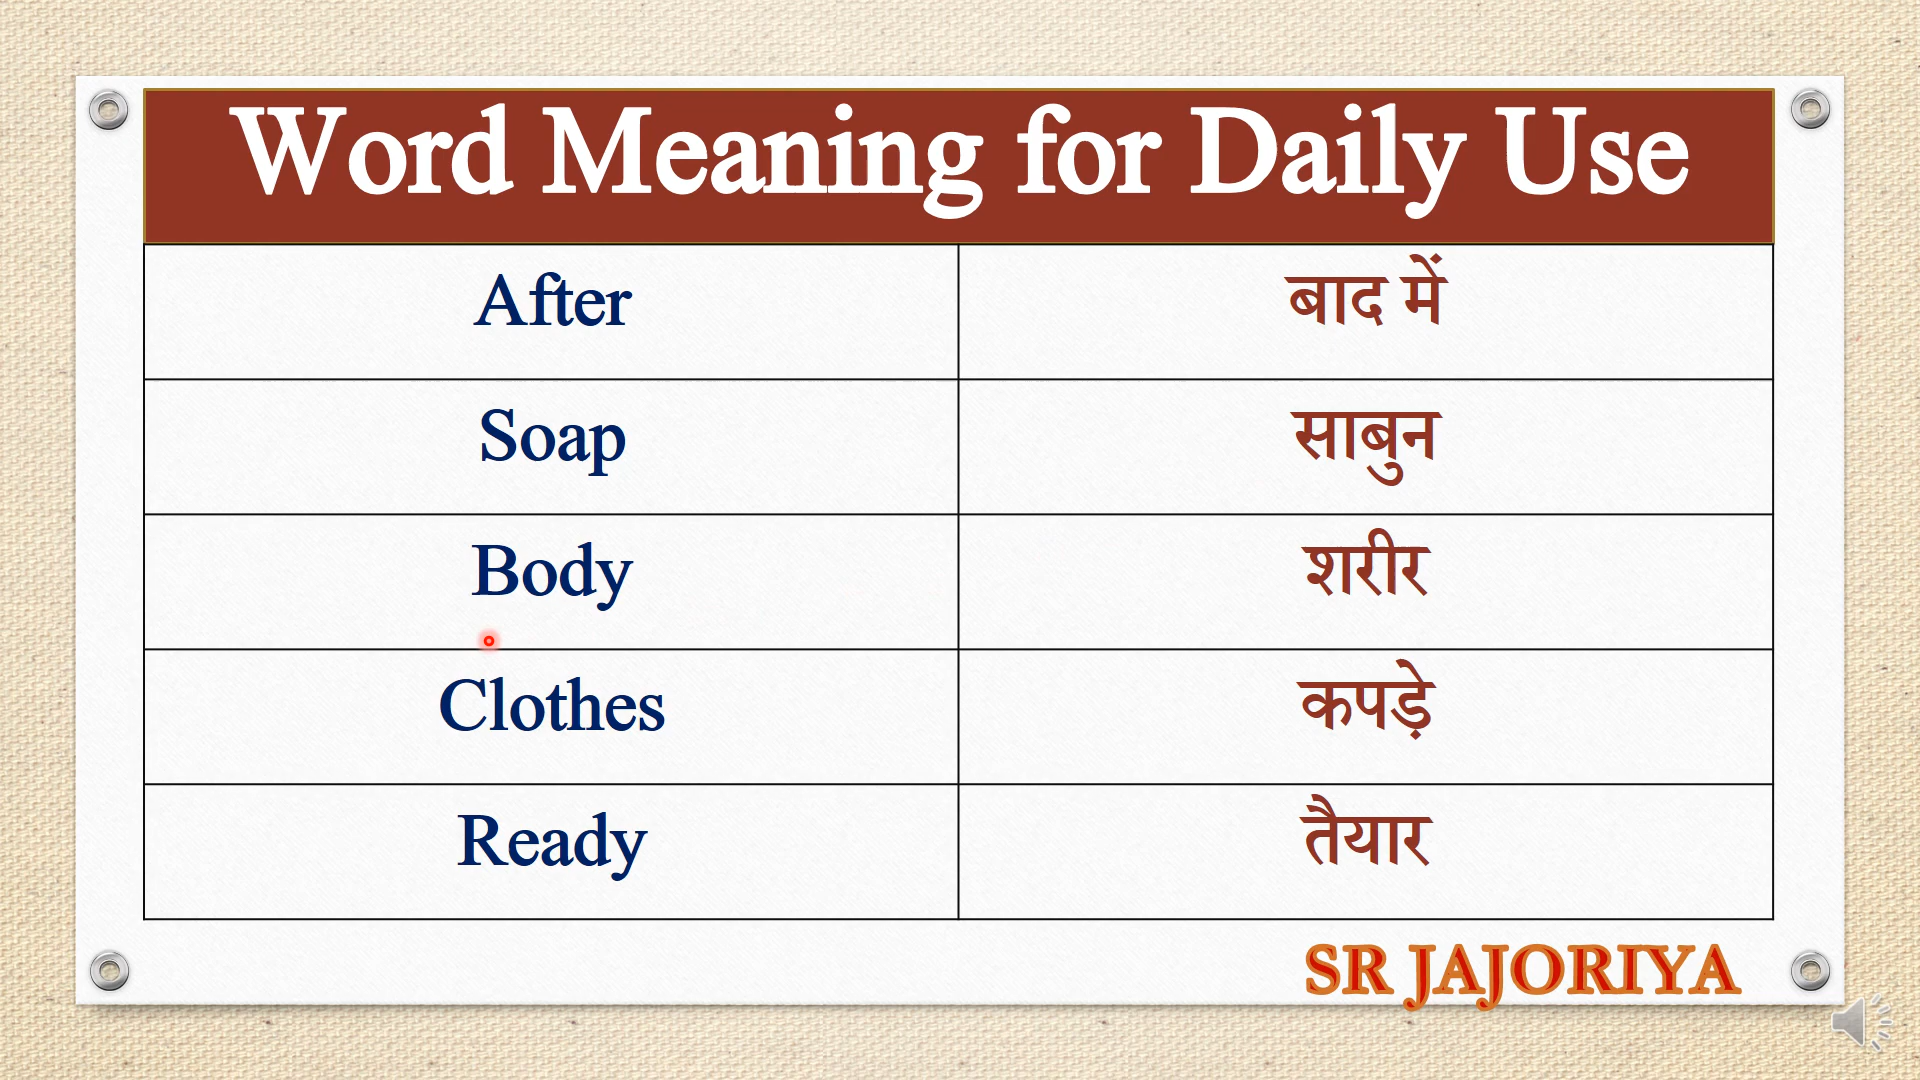 Word Meaning for Daily Use
After बाद में
Soap साबुन
Body शरीर
Clothes कपड़े
Ready तैयार
SR JAJORIYA